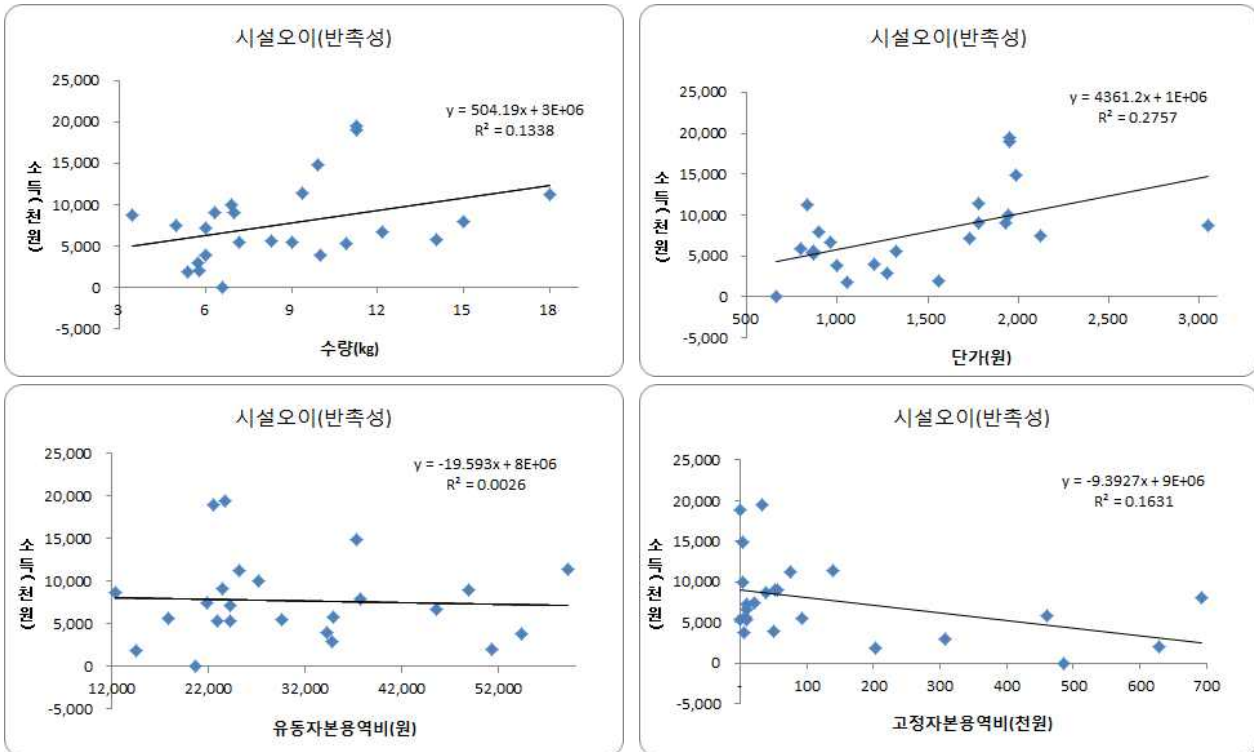 시설오이(반촉성)
25,000
20,000
15,000
10,000
5,000
0
-5,000
y = 504.19x + 3E+06
R² = 0.1338
소득(천원)
3 6 9 12 15 18
수량(kg)
시설오이(반촉성)
25,000
20,000
15,000
10,000
5,000
0
-5,000
y = 4361.2x + 1E+06
R² = 0.2757
소득(천원)
500 1,000 1,500 2,000 2,500 3,000
단가(원)
시설오이(반촉성)
25,000
20,000
15,000
10,000
5,000
0
-5,000
y = -19.593x + 8E+06
R² = 0.0026
소득(천원)
12,000 22,000 32,000 42,000 52,000
유동자본용역비(원)
시설오이(반촉성)
25,000
20,000
15,000
10,000
5,000
0
-5,000
y = -9.3927x + 9E+06
R² = 0.1631
소득(천원)
- 100 200 300 400 500 600 700
고정자본용역비(천원)